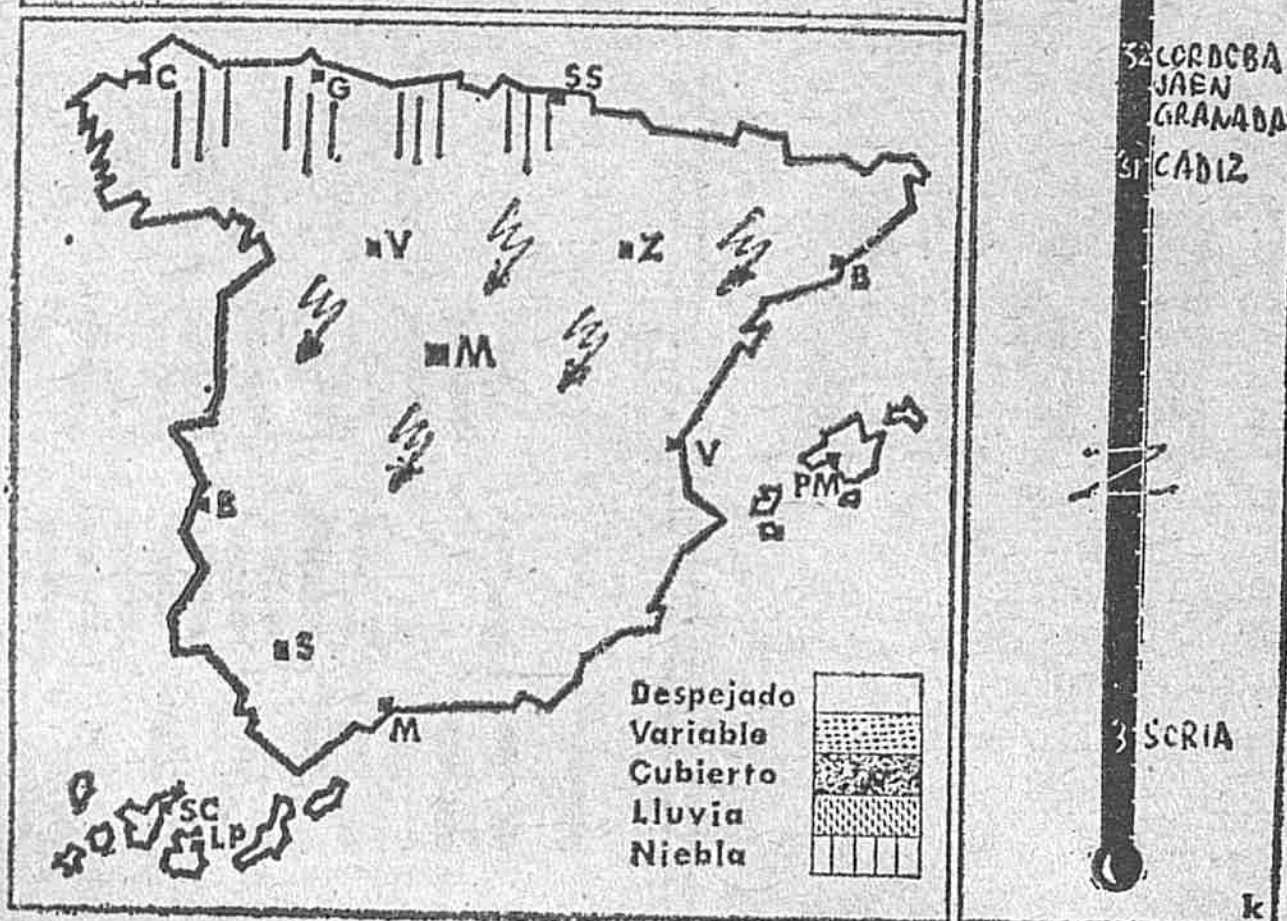 C
G
SS
V
Z
B
M
V
PM
B
S
M
SC
LP
Despejado
Variable
Cubierto
Lluvia
Niebla
32 CORDOBA
JAEN
GRANADA
31 CADIZ
3 SORIA
k